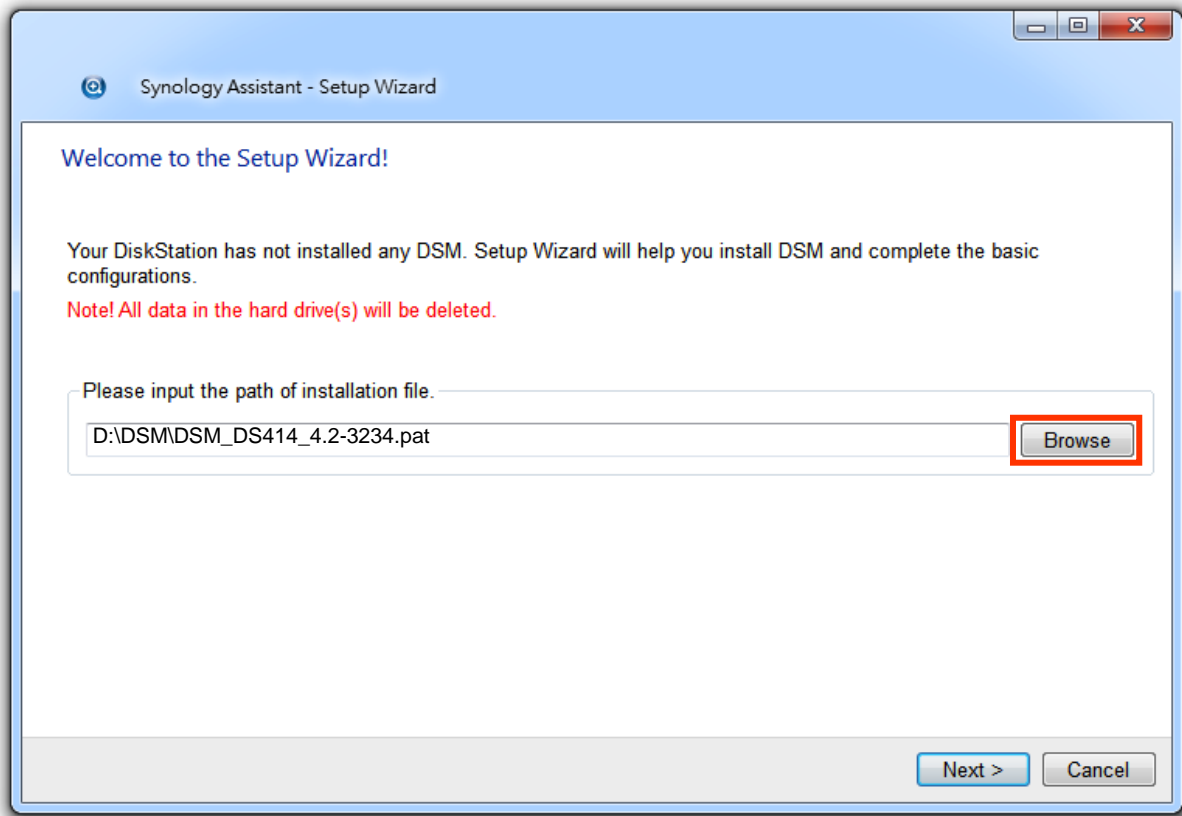 Synology Assistant - Setup Wizard
Welcome to the Setup Wizard!
Your DiskStation has not installed any DSM. Setup Wizard will help you install DSM and complete the basic
configurations.
Note! All data in the hard drive(s) will be deleted.
Please input the path of installation file.
D:\DSM\DSM_DS414_4.2-3234.pat
Browse
Next >
Cancel